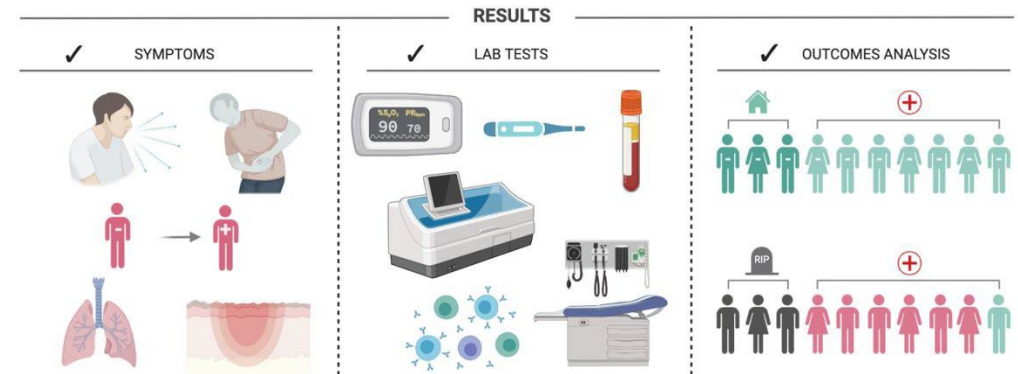 RESULTS
✓ SYMPTOMS
✓ LAB TESTS
✓ OUTCOMES ANALYSIS
%SpO₂ PRbpm
90 70
RIP